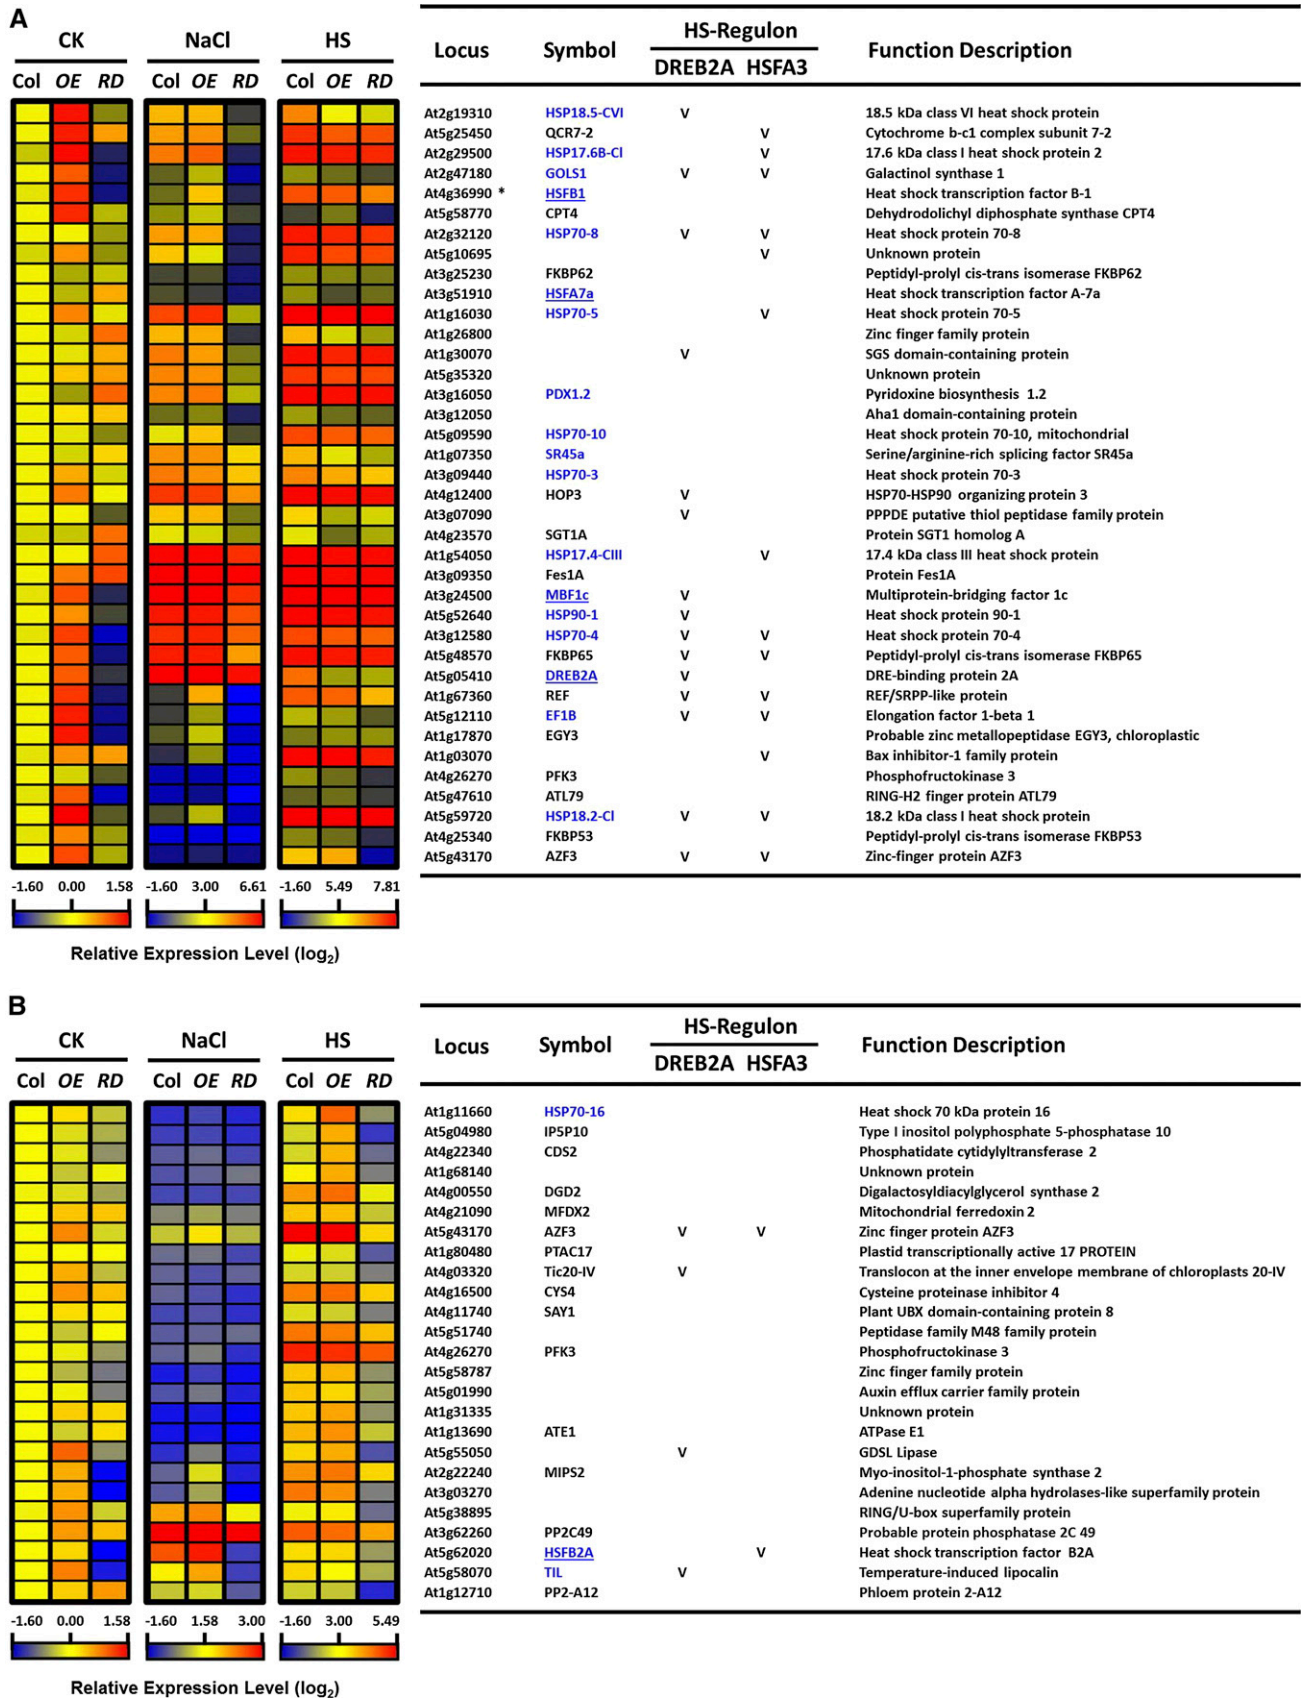 A
CK NaCl HS
Col OE RD Col OE RD Col OE RD
Locus Symbol HS-Regulon Function Description
DREB2A HSFA3
At2g19310 HSP18.5-CVI V 18.5 kDa class VI heat shock protein
At5g25450 QCR7-2 V Cytochrome b-c1 complex subunit 7-2
At2g29500 HSP17.6B-CI V 17.6 kDa class I heat shock protein 2
At2g47180 GOLS1 V V Galactinol synthase 1
At4g36990 * HSFB1 Heat shock transcription factor B-1
At5g58770 CPT4 Dehydrodolichyl diphosphate synthase CPT4
At2g32120 HSP70-8 V V Heat shock protein 70-8
At5g10695 V Unknown protein
At3g25230 FKBP62 Peptidyl-prolyl cis-trans isomerase FKBP62
At3g51910 HSFA7a Heat shock transcription factor A-7a
At1g16030 HSP70-5 V Heat shock protein 70-5
At1g26800 Zinc finger family protein
At1g30070 V SGS domain-containing protein
At5g35320 Unknown protein
At3g16050 PDX1.2 Pyridoxine biosynthesis 1.2
At3g12050 Aha1 domain-containing protein
At5g09590 HSP70-10 Heat shock protein 70-10, mitochondrial
At1g07350 SR45a Serine/arginine-rich splicing factor SR45a
At3g09440 HSP70-3 Heat shock protein 70-3
At4g12400 HOP3 V HSP70-HSP90 organizing protein 3
At3g07090 V PPPDE putative thiol peptidase family protein
At4g23570 SGT1A Protein SGT1 homolog A
At1g54050 HSP17.4-CIII V 17.4 kDa class III heat shock protein
At3g09350 Fes1A Protein Fes1A
At3g24500 MBF1c V Multiprotein-bridging factor 1c
At5g52640 HSP90-1 V Heat shock protein 90-1
At3g12580 HSP70-4 V V Heat shock protein 70-4
At5g48570 FKBP65 V V Peptidyl-prolyl cis-trans isomerase FKBP65
At5g05410 DREB2A V DRE-binding protein 2A
At1g67360 REF V V REF/SRPP-like protein
At5g12110 EF1B V V Elongation factor 1-beta 1
At1g17870 EGY3 Probable zinc metallopeptidase EGY3, chloroplastic
At1g03070 V Bax inhibitor-1 family protein
At4g26270 PFK3 Phosphofructokinase 3
At5g47610 ATL79 RING-H2 finger protein ATL79
At5g59720 HSP18.2-CI V V 18.2 kDa class I heat shock protein
At4g25340 FKBP53 Peptidyl-prolyl cis-trans isomerase FKBP53
At5g43170 AZF3 V V Zinc-finger protein AZF3
-1.60 0.00 1.58 -1.60 3.00 6.61 -1.60 5.49 7.81
Relative Expression Level (log2)
B
CK NaCl HS
Col OE RD Col OE RD Col OE RD
Locus Symbol HS-Regulon Function Description
DREB2A HSFA3
At1g11660 HSP70-16 Heat shock 70 kDa protein 16
At5g04980 IP5P10 Type I inositol polyphosphate 5-phosphatase 10
At4g22340 CDS2 Phosphatidate cytidylyltransferase 2
At1g68140 Unknown protein
At4g00550 DGD2 Digalactosyldiacylglycerol synthase 2
At4g21090 MFDX2 Mitochondrial ferredoxin 2
At5g43170 AZF3 V V Zinc finger protein AZF3
At1g80480 PTAC17 Plastid transcriptionally active 17 PROTEIN
At4g03320 Tic20-IV V Translocon at the inner envelope membrane of chloroplasts 20-IV
At4g16500 CYS4 Cysteine proteinase inhibitor 4
At4g11740 SAY1 Plant UBX domain-containing protein 8
At5g51740 Peptidase family M48 family protein
At4g26270 PFK3 Phosphofructokinase 3
At5g58787 Zinc finger family protein
At5g01990 Auxin efflux carrier family protein
At1g31335 Unknown protein
At1g13690 ATE1 ATPase E1
At5g55050 V GDSL Lipase
At2g22240 MIPS2 Myo-inositol-1-phosphate synthase 2
At3g03270 Adenine nucleotide alpha hydrolases-like superfamily protein
At5g38895 RING/U-box superfamily protein
At3g62260 PP2C49 Probable protein phosphatase 2C 49
At5g62020 HSFB2A V Heat shock transcription factor B2A
At5g58070 TIL V Temperature-induced lipocalin
At1g12710 PP2-A12 Phloem protein 2-A12
-1.60 0.00 1.58 -1.60 1.58 3.00 -1.60 3.00 5.49
Relative Expression Level (log2)